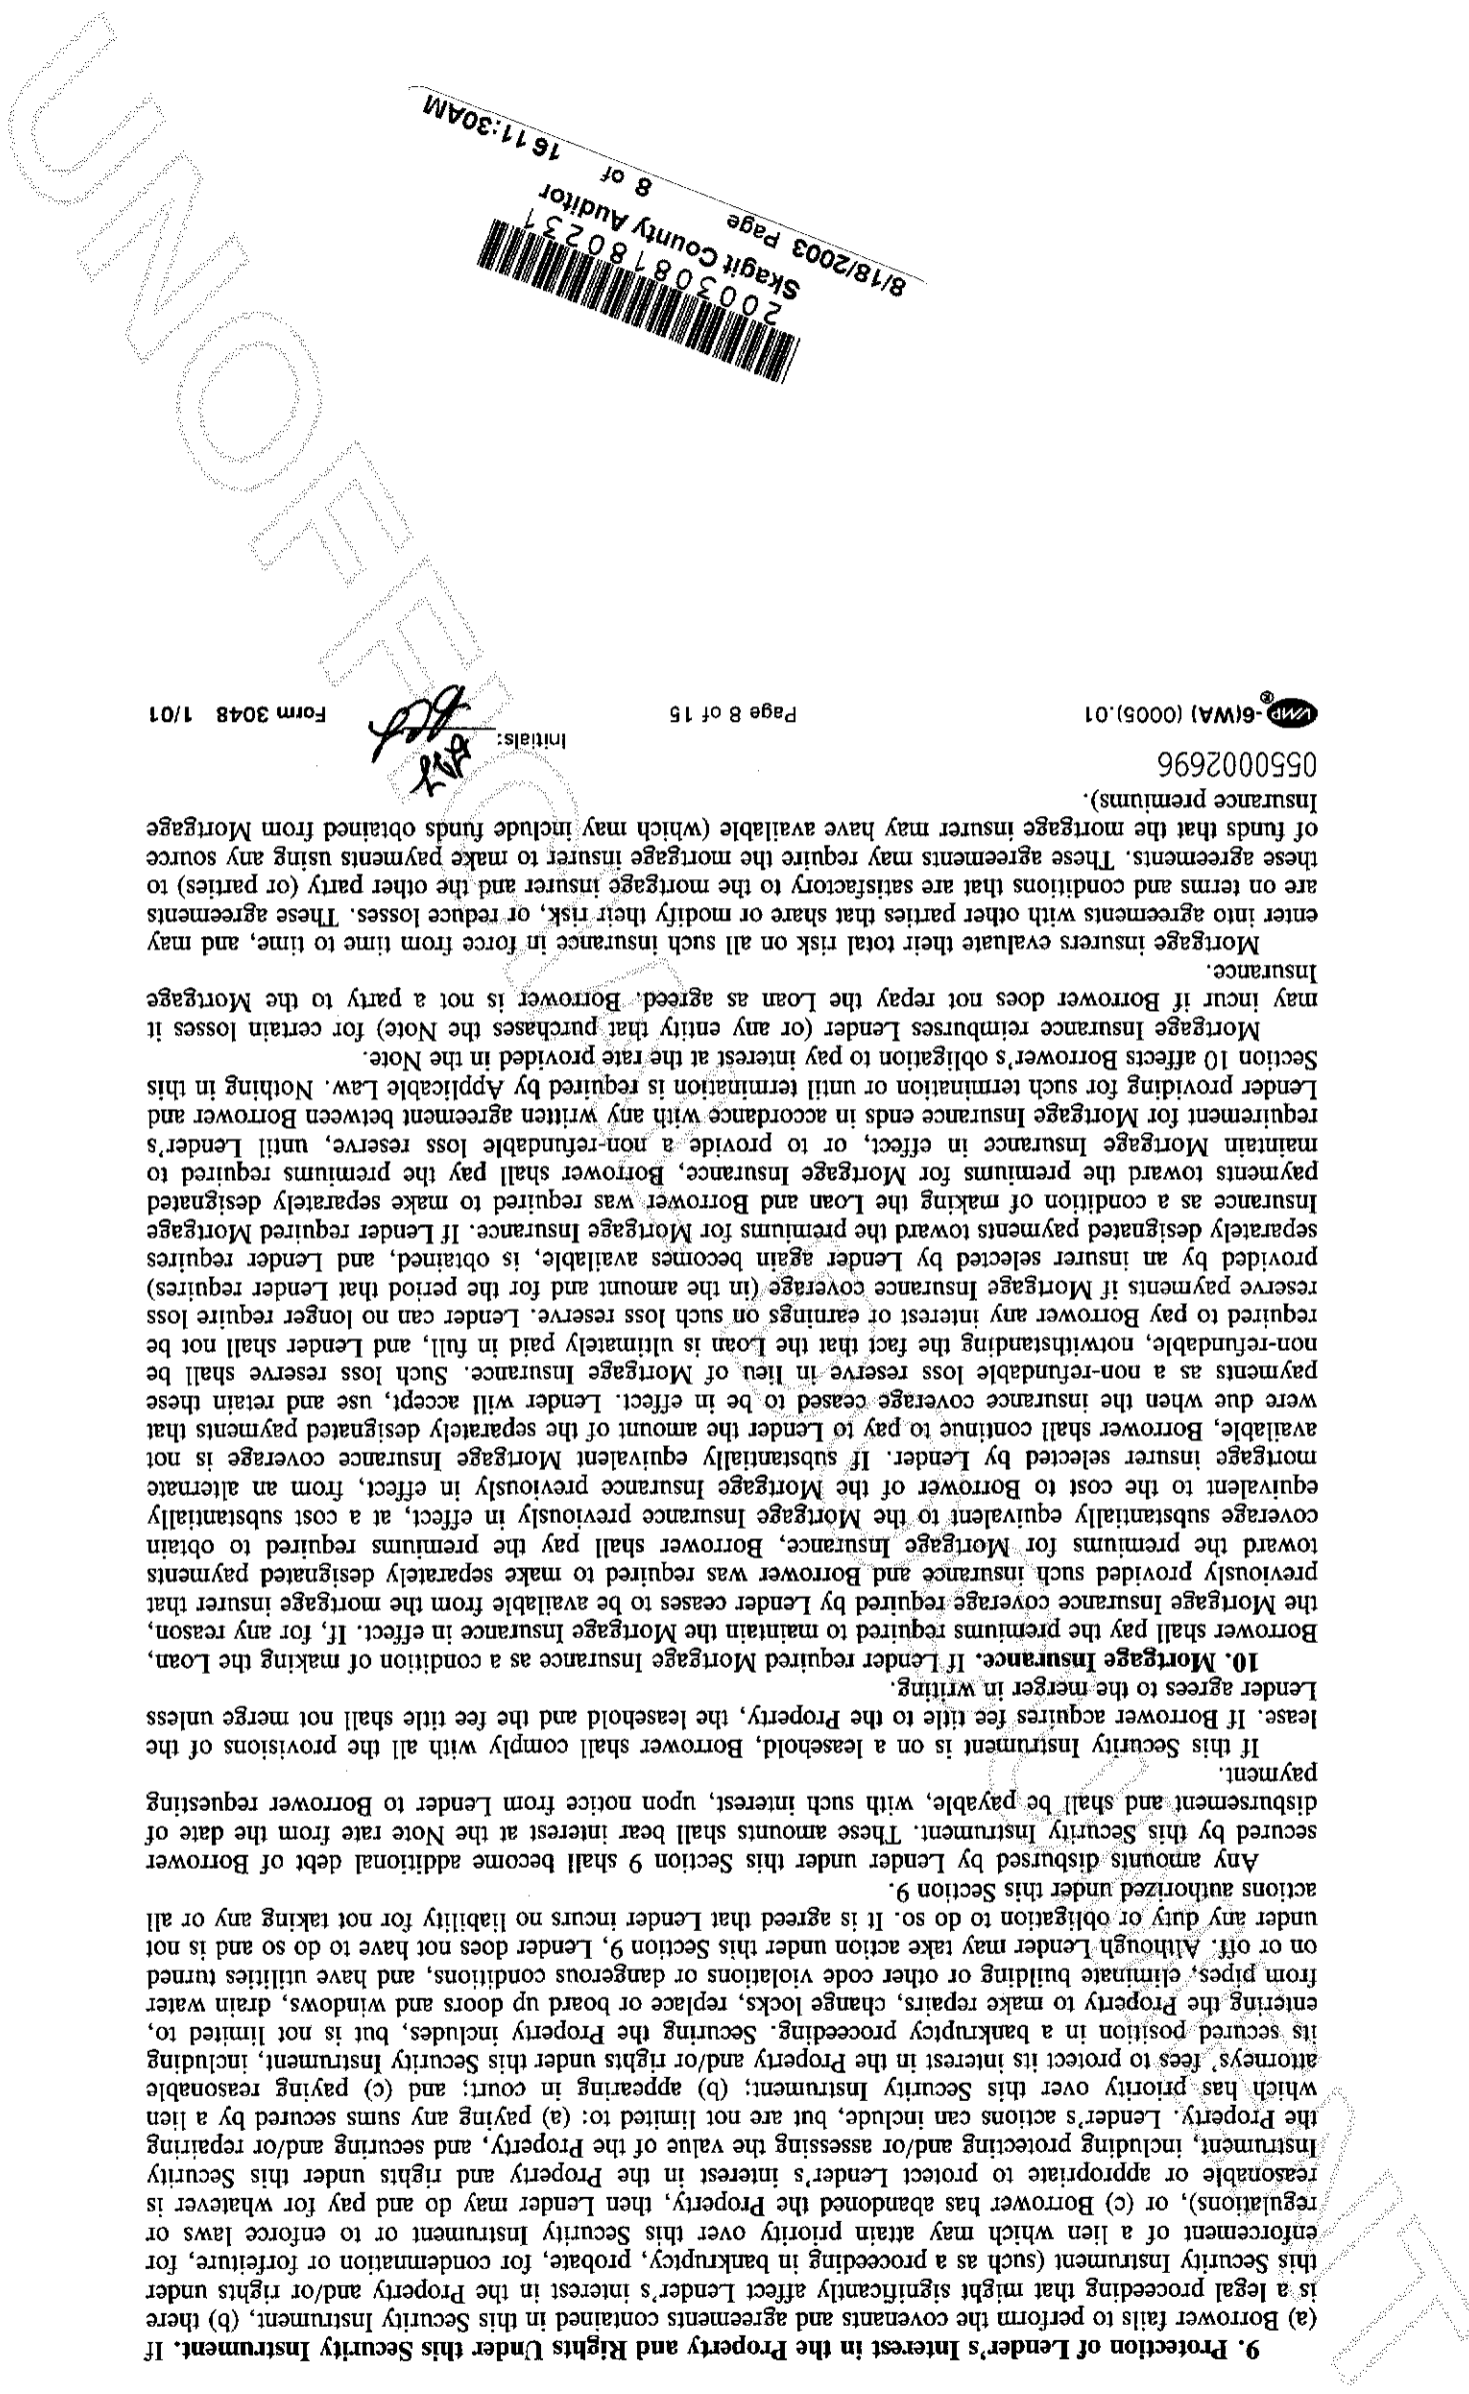 9. Protection of Lender's Interest in the Property and Rights Under this Security Instrument. If
(a) Borrower fails to perform the covenants and agreements contained in this Security Instrument, (b) there
is a legal proceeding that might significantly affect Lender's interest in the Property and/or rights under
this Security Instrument (such as a proceeding in bankruptcy, probate, for condemnation or forfeiture, for
enforcement of a lien which may attain priority over this Security Instrument or to enforce laws or
regulations), or (c) Borrower has abandoned the Property, then Lender may do and pay for whatever is
reasonable or appropriate to protect Lender's interest in the Property and rights under this Security
Instrument, including protecting and/or assessing the value of the Property, and securing and/or repairing
the Property. Lender's actions can include, but are not limited to: (a) paying any sums secured by a lien
which has priority over this Security Instrument; (b) appearing in court; and (c) paying reasonable
attorneys' fees to protect its interest in the Property and/or rights under this Security Instrument, including
its secured position in a bankruptcy proceeding. Securing the Property includes, but is not limited to,
entering the Property to make repairs, change locks, replace or board up doors and windows, drain water
from pipes, eliminate building or other code violations or dangerous conditions, and have utilities turned
on or off. Although Lender may take action under this Section 9, Lender does not have to do so and is not
under any duty or obligation to do so. It is agreed that Lender incurs no liability for not taking any or all
actions authorized under this Section 9.
Any amounts disbursed by Lender under this Section 9 shall become additional debt of Borrower
secured by this Security Instrument. These amounts shall bear interest at the Note rate from the date of
disbursement and shall be payable, with such interest, upon notice from Lender to Borrower requesting
payment.
If this Security Instrument is on a leasehold, Borrower shall comply with all the provisions of the
lease. If Borrower acquires fee title to the Property, the leasehold and the fee title shall not merge unless
Lender agrees to the merger in writing.
10. Mortgage Insurance. If Lender required Mortgage Insurance as a condition of making the Loan,
Borrower shall pay the premiums required to maintain the Mortgage Insurance in effect. If, for any reason,
the Mortgage Insurance coverage required by Lender ceases to be available from the mortgage insurer that
previously provided such insurance and Borrower was required to make separately designated payments
toward the premiums for Mortgage Insurance, Borrower shall pay the premiums required to obtain
coverage substantially equivalent to the Mortgage Insurance previously in effect, at a cost substantially
equivalent to the cost to Borrower of the Mortgage Insurance previously in effect, from an alternate
mortgage insurer selected by Lender. If substantially equivalent Mortgage Insurance coverage is not
available, Borrower shall continue to pay to Lender the amount of the separately designated payments that
were due when the insurance coverage ceased to be in effect. Lender will accept, use and retain these
payments as a non-refundable loss reserve in lieu of Mortgage Insurance. Such loss reserve shall be
non-refundable, notwithstanding the fact that the Loan is ultimately paid in full, and Lender shall not be
required to pay Borrower any interest or earnings on such loss reserve. Lender can no longer require loss
reserve payments if Mortgage Insurance coverage (in the amount and for the period that Lender requires)
provided by an insurer selected by Lender again becomes available, is obtained, and Lender requires
separately designated payments toward the premiums for Mortgage Insurance. If Lender required Mortgage
Insurance as a condition of making the Loan and Borrower was required to make separately designated
payments toward the premiums for Mortgage Insurance, Borrower shall pay the premiums required to
maintain Mortgage Insurance in effect, or to provide a non-refundable loss reserve, until Lender's
requirement for Mortgage Insurance ends in accordance with any written agreement between Borrower and
Lender providing for such termination or until termination is required by Applicable Law. Nothing in this
Section 10 affects Borrower's obligation to pay interest at the rate provided in the Note.
Mortgage Insurance reimburses Lender (or any entity that purchases the Note) for certain losses it
may incur if Borrower does not repay the Loan as agreed. Borrower is not a party to the Mortgage
Insurance.
Mortgage insurers evaluate their total risk on all such insurance in force from time to time, and may
enter into agreements with other parties that share or modify their risk, or reduce losses. These agreements
are on terms and conditions that are satisfactory to the mortgage insurer and the other party (or parties) to
these agreements. These agreements may require the mortgage insurer to make payments using any source
of funds that the mortgage insurer may have available (which may include funds obtained from Mortgage
Insurance premiums).
0550002696
Initials:
VMP®-6(WA) (0005).01 Page 8 of 15 Form 3048 1/01
200308180231
Skagit County Auditor
8/18/2003 Page 8 of 16 11:30AM
UNOFFICIAL DOCUMENT